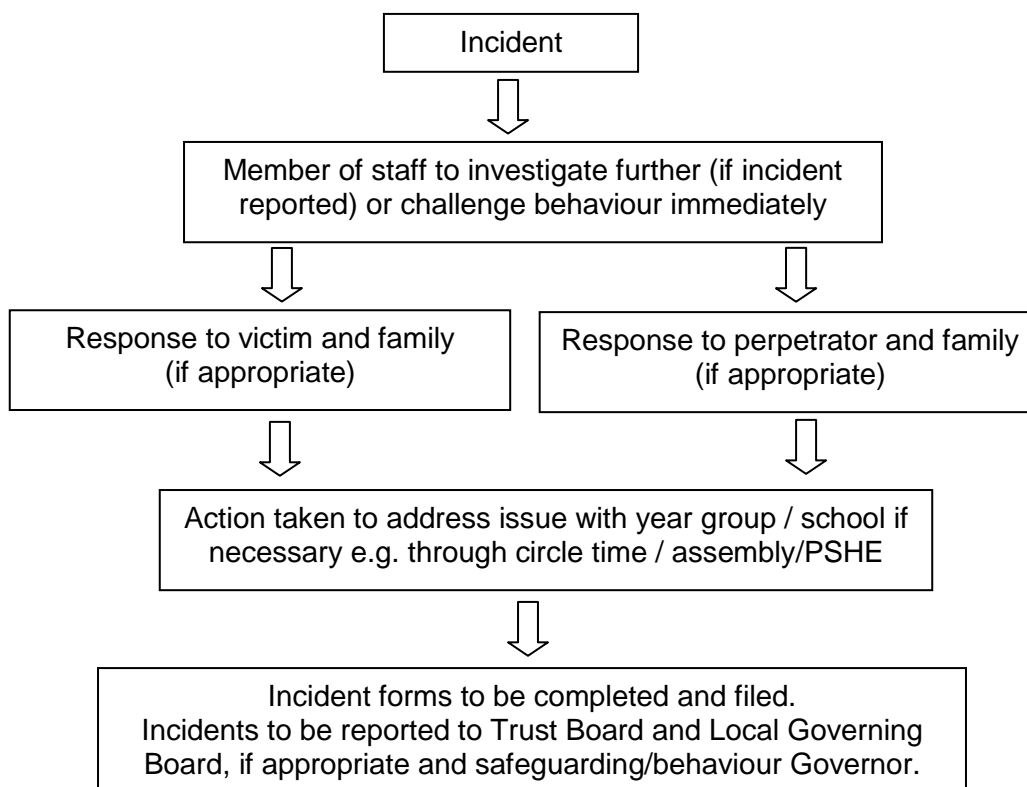 Incident
Member of staff to investigate further (if incident
reported) or challenge behaviour immediately
Response to victim and family
(if appropriate)
Response to perpetrator and family
(if appropriate)
Action taken to address issue with year group / school if
necessary e.g. through circle time / assembly/PSHE
Incident forms to be completed and filed.
Incidents to be reported to Trust Board and Local Governing
Board, if appropriate and safeguarding/behaviour Governor.